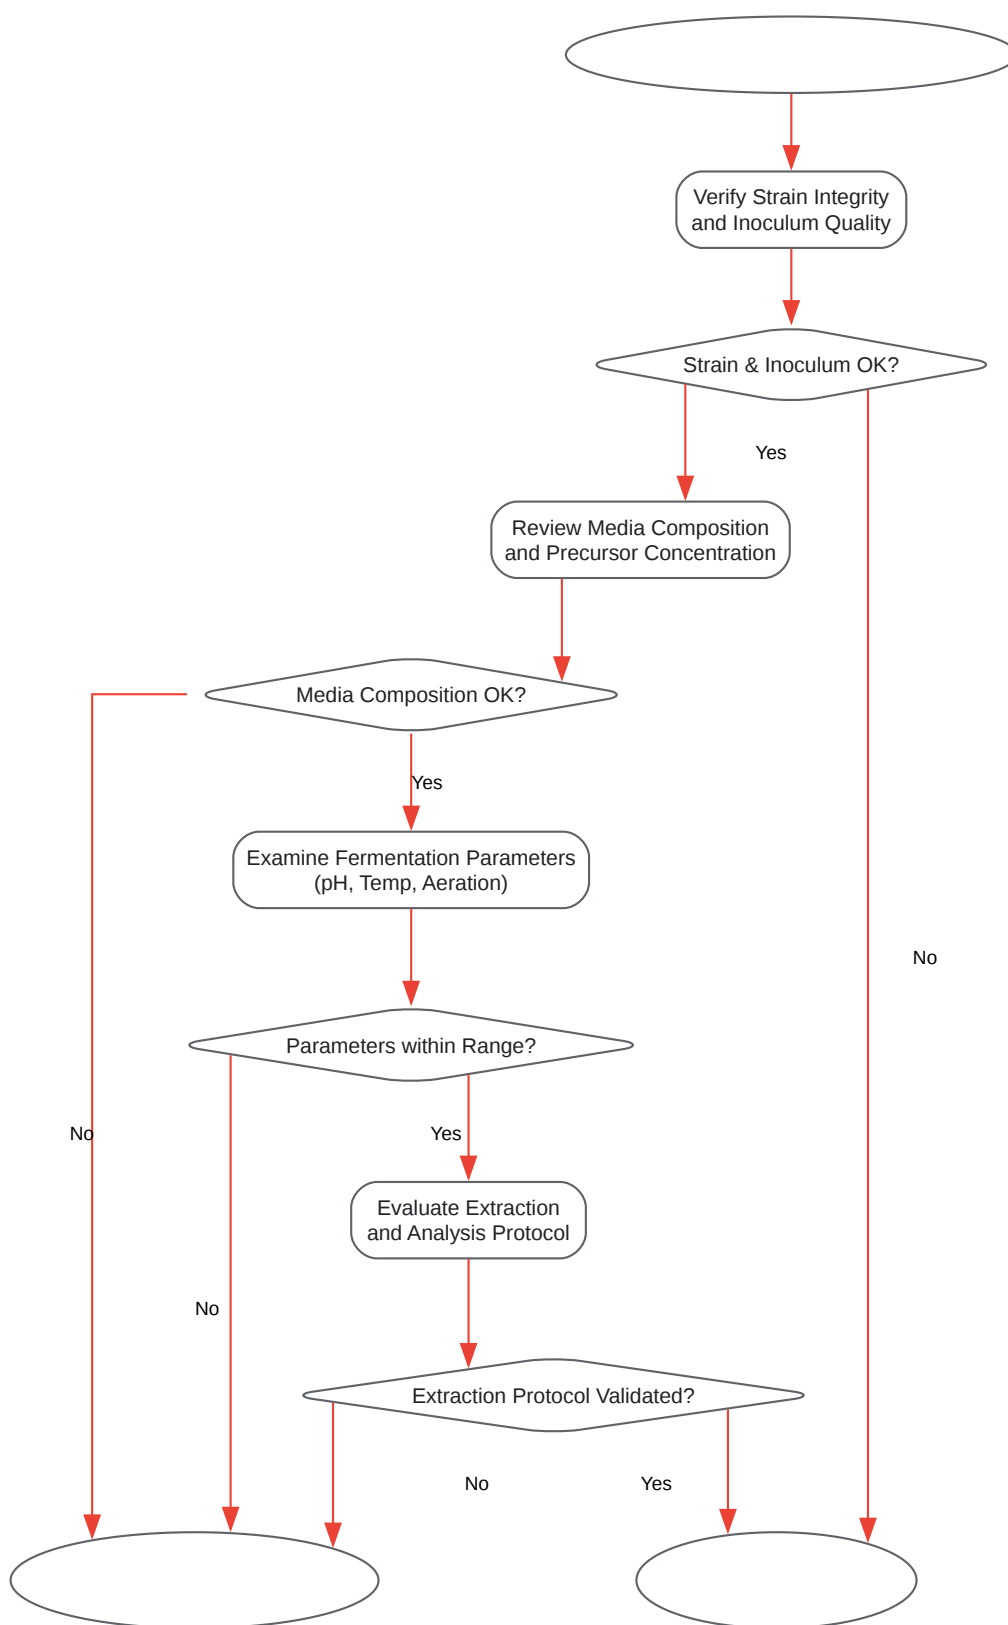 Verify Strain Integrity
and Inoculum Quality
Strain & Inoculum OK?
Yes
Review Media Composition
and Precursor Concentration
Media Composition OK?
Yes
Examine Fermentation Parameters
(pH, Temp, Aeration)
No
Parameters within Range?
No
Yes
Evaluate Extraction
and Analysis Protocol
No
Extraction Protocol Validated?
No
Yes